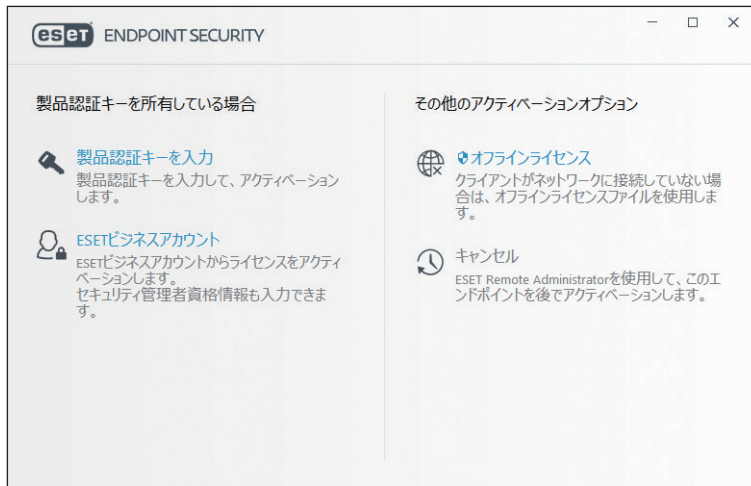 eset ENDPOINT SECURITY
製品認証キーを所有している場合
製品認証キーを入力
製品認証キーを入力して、アクティベーション
します。
ESETビジネスアカウント
ESETビジネスアカウントからライセンスをアクティ
ベーションします。
セキュリティ管理者資格情報も入力できま
す。
その他のアクティベーションオプション
オフラインライセンス
クライアントがネットワークに接続していない場
合は、オフラインライセンスファイルを使用しま
す。
キャンセル
ESET Remote Administratorを使用して、このエ
ンドポイントを後でアクティベーションします。